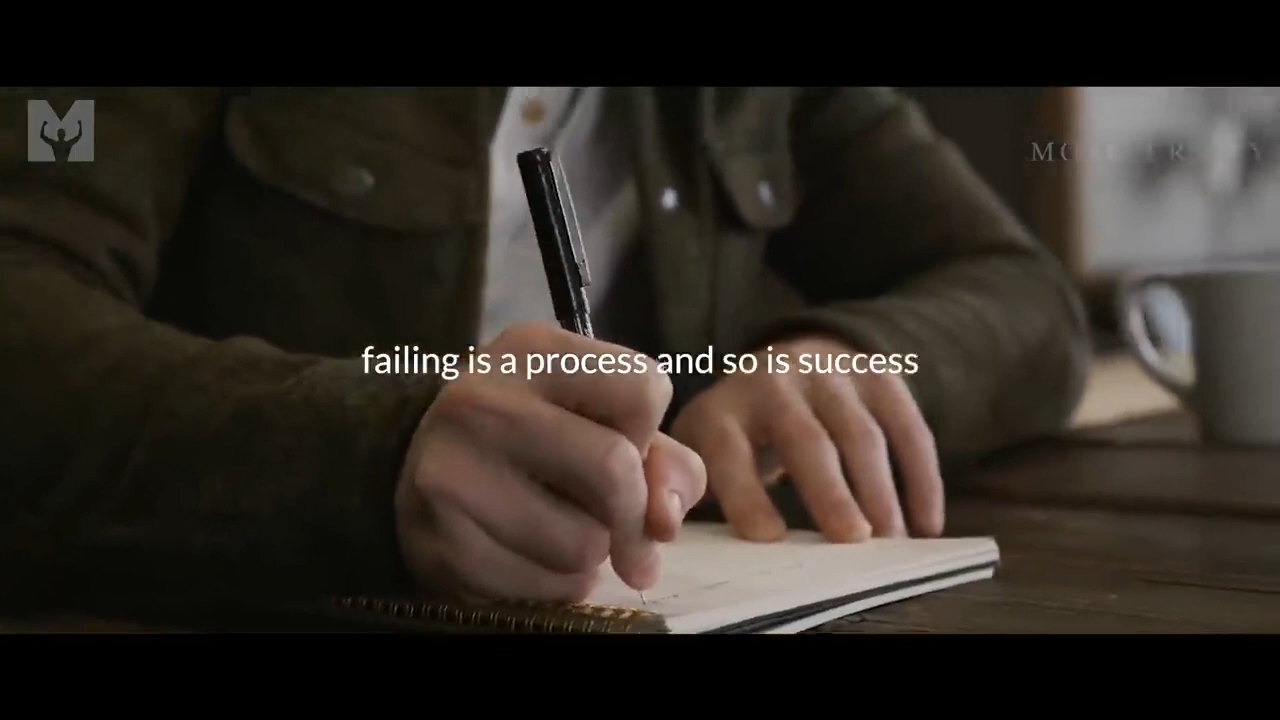 failing is a process and so is success